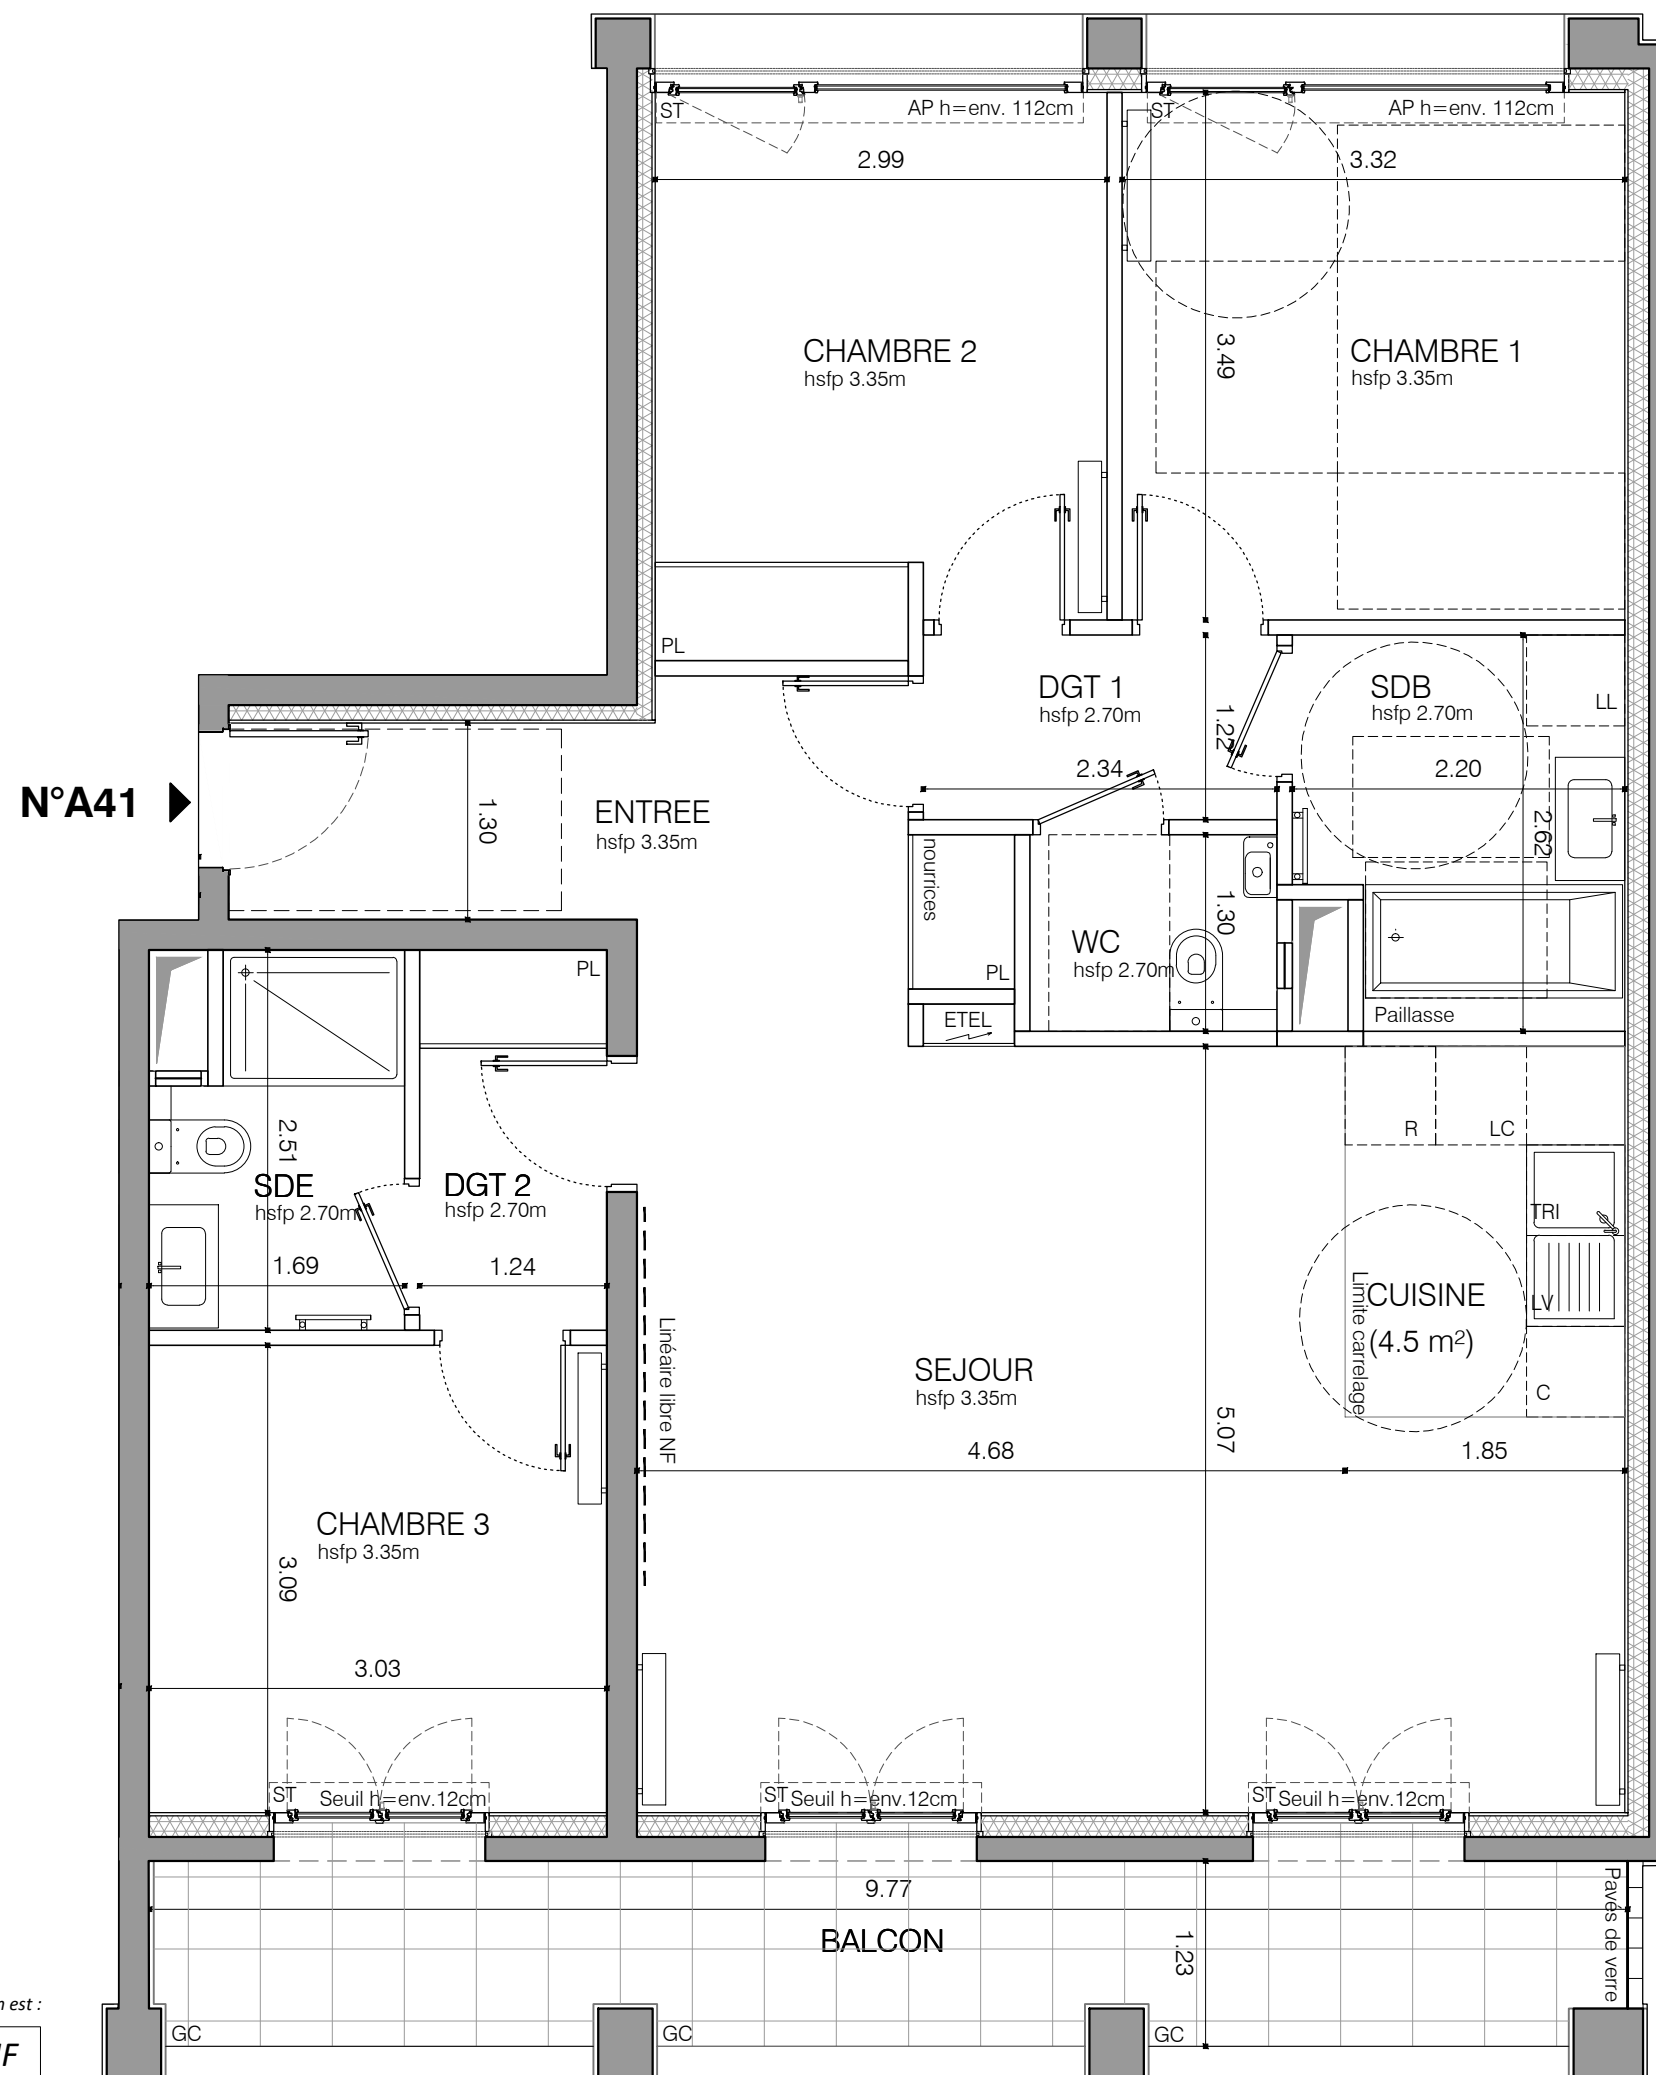 ST
AP h=env. 112cm
ST
AP h=env. 112cm
2.99
3.32
CHAMBRE 2
hsfp 3.35m
3.49
CHAMBRE 1
hsfp 3.35m
PL
DGT 1
hsfp 2.70m
1.22
SDB
hsfp 2.70m
LL
2.34
2.20
N°A41
1.30
ENTREE
hsfp 3.35m
2.62
nourrices
1.30
WC
hsfp 2.70m
PL
PL
ETEL
Paillasse
2.51
R
LC
SDE
hsfp 2.70m
DGT 2
hsfp 2.70m
TRI
1.69
1.24
Limite carrelage
CUISINE
(4.5 m²)
LV
Linéaire libre NF
SEJOUR
hsfp 3.35m
C
5.07
4.68
1.85
CHAMBRE 3
hsfp 3.35m
3.09
3.03
ST
Seuil h=env.12cm
ST
Seuil h=env.12cm
ST
Seuil h=env.12cm
9.77
BALCON
1.23
Pavés de verre
est :
GC
GC
GC